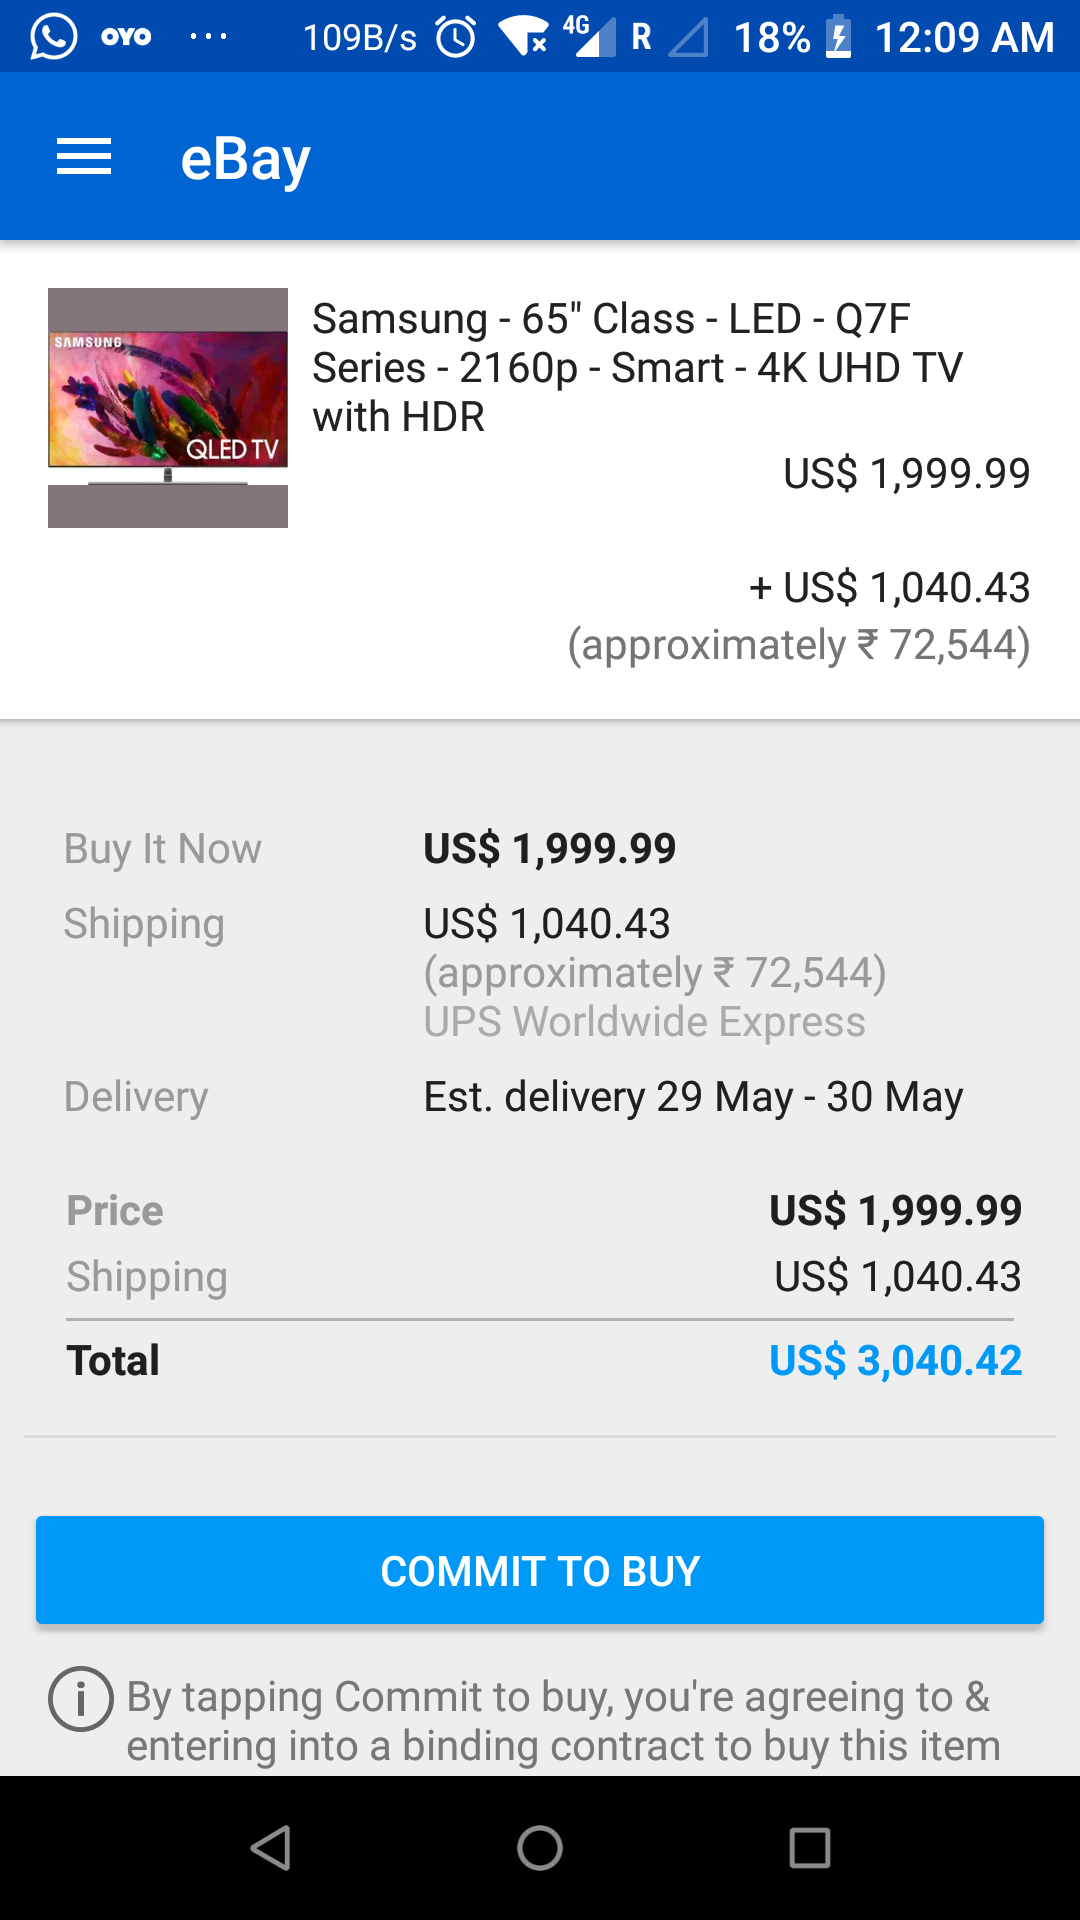 OYO ... 109B/s 4G R 18% 12:09 AM
eBay
SAMSUNG
QLED TV
Samsung - 65" Class - LED - Q7F
Series - 2160p - Smart - 4K UHD TV
with HDR
US$ 1,999.99
+ US$ 1,040.43
(approximately ₹ 72,544)
Buy It Now US$ 1,999.99
Shipping US$ 1,040.43
(approximately ₹ 72,544)
UPS Worldwide Express
Delivery Est. delivery 29 May - 30 May
Price US$ 1,999.99
Shipping US$ 1,040.43
Total US$ 3,040.42
COMMIT TO BUY
By tapping Commit to buy, you're agreeing to &
entering into a binding contract to buy this item